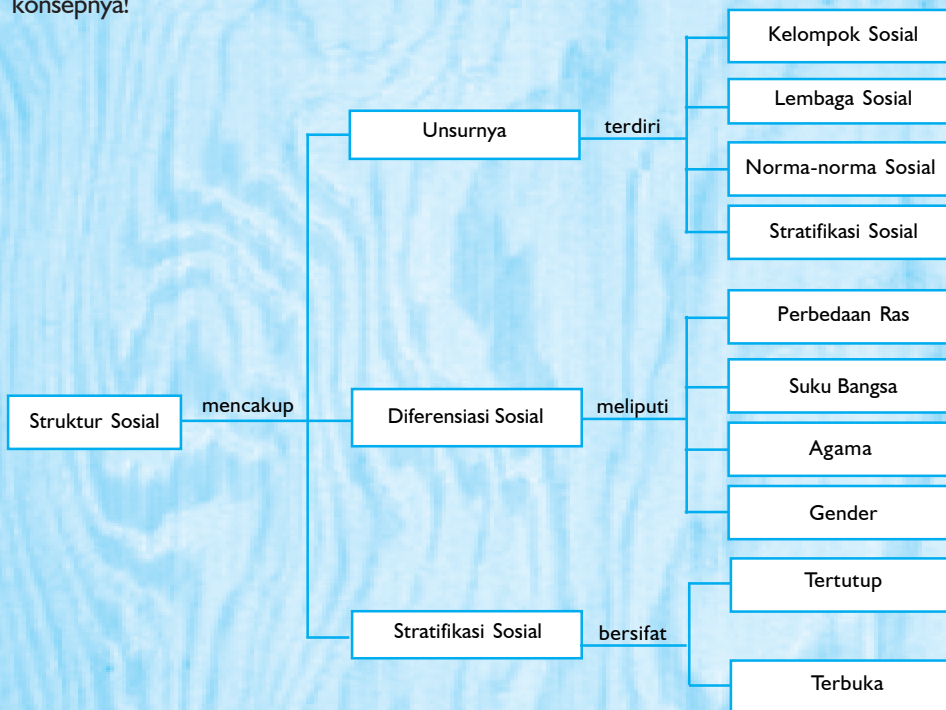 konsepnya!
Kelompok Sosial
Lembaga Sosial
Unsurnya
terdiri
Norma-norma Sosial
Stratifikasi Sosial
Perbedaan Ras
Suku Bangsa
Struktur Sosial
mencakup
Diferensiasi Sosial
meliputi
Agama
Gender
Tertutup
Stratifikasi Sosial
bersifat
Terbuka